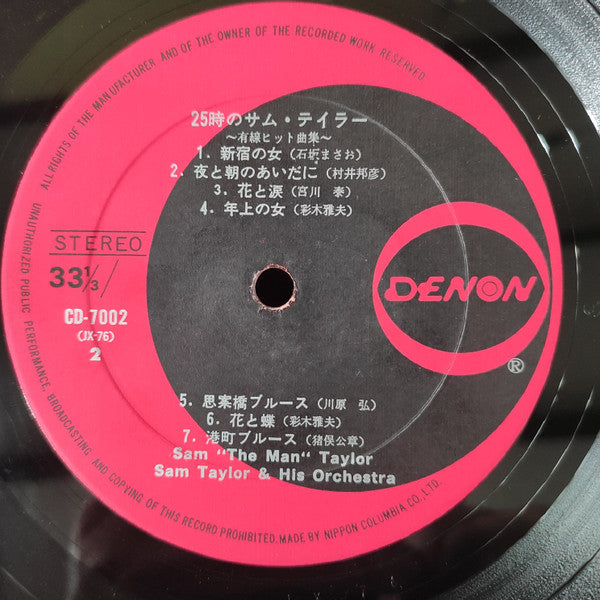 ALL RIGHTS OF THE MANUFACTURER AND OF THE OWNER OF THE RECORDED WORK RESERVED.
25時のサム・テイラー
〜有線ヒット曲集〜
1. 新宿の女 (石坂まさお)
2. 夜と朝のあいだに (村井邦彦)
3. 花と涙 (宮川 泰)
4. 年上の女 (彩木雅夫)
STEREO
33⅓
CD-7002
(JX-76)
2
DENON
®
5. 思案橋ブルース (川原 弘)
6. 花と蝶 (彩木雅夫)
7. 港町ブルース (猪俣公章)
Sam "The Man" Taylor
Sam Taylor & His Orchestra
UNAUTHORIZED PUBLIC PERFORMANCE, BROADCASTING AND COPYING OF THIS RECORD PROHIBITED. MADE BY NIPPON COLUMBIA CO., LTD.